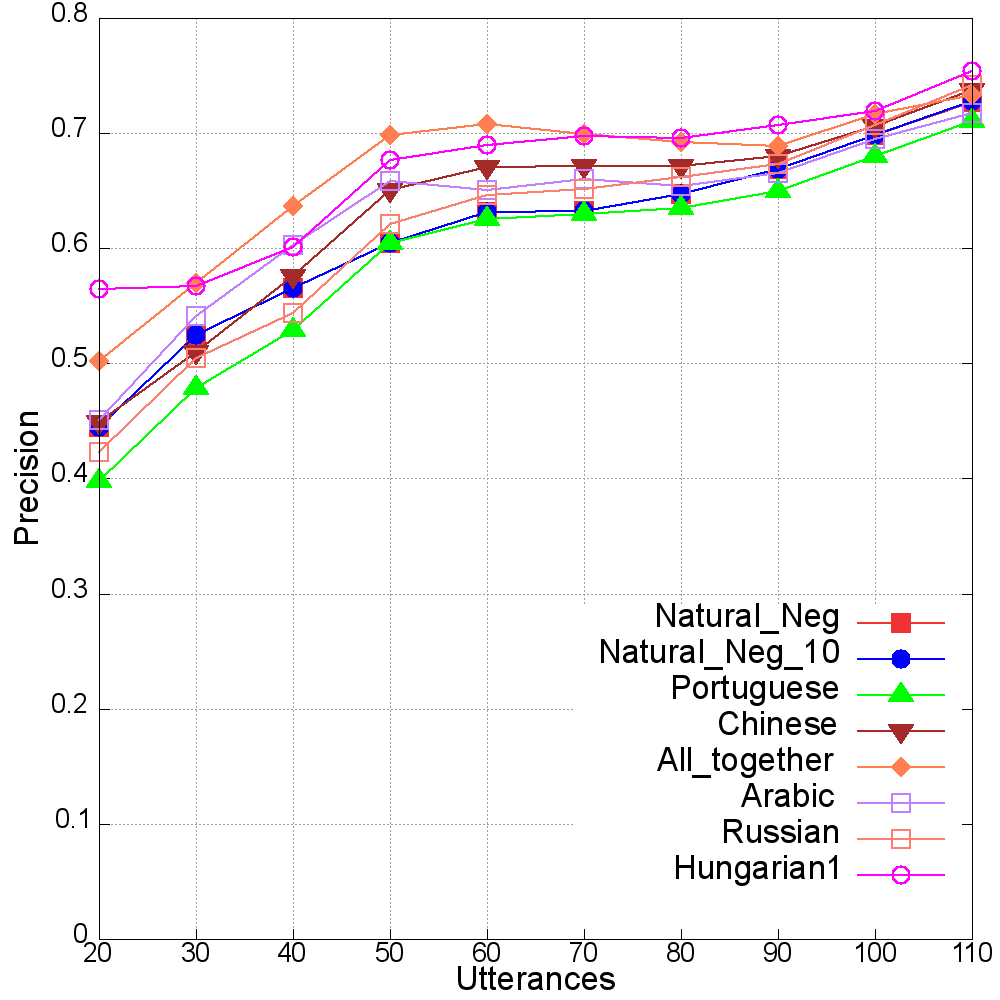 0.8
0.7
0.6
0.5
0.4
0.3
0.2
0.1
0
Precision
20 30 40 50 60 70 80 90 100 110
Utterances
Natural_Neg
Natural_Neg_10
Portuguese
Chinese
All_together
Arabic
Russian
Hungarian1